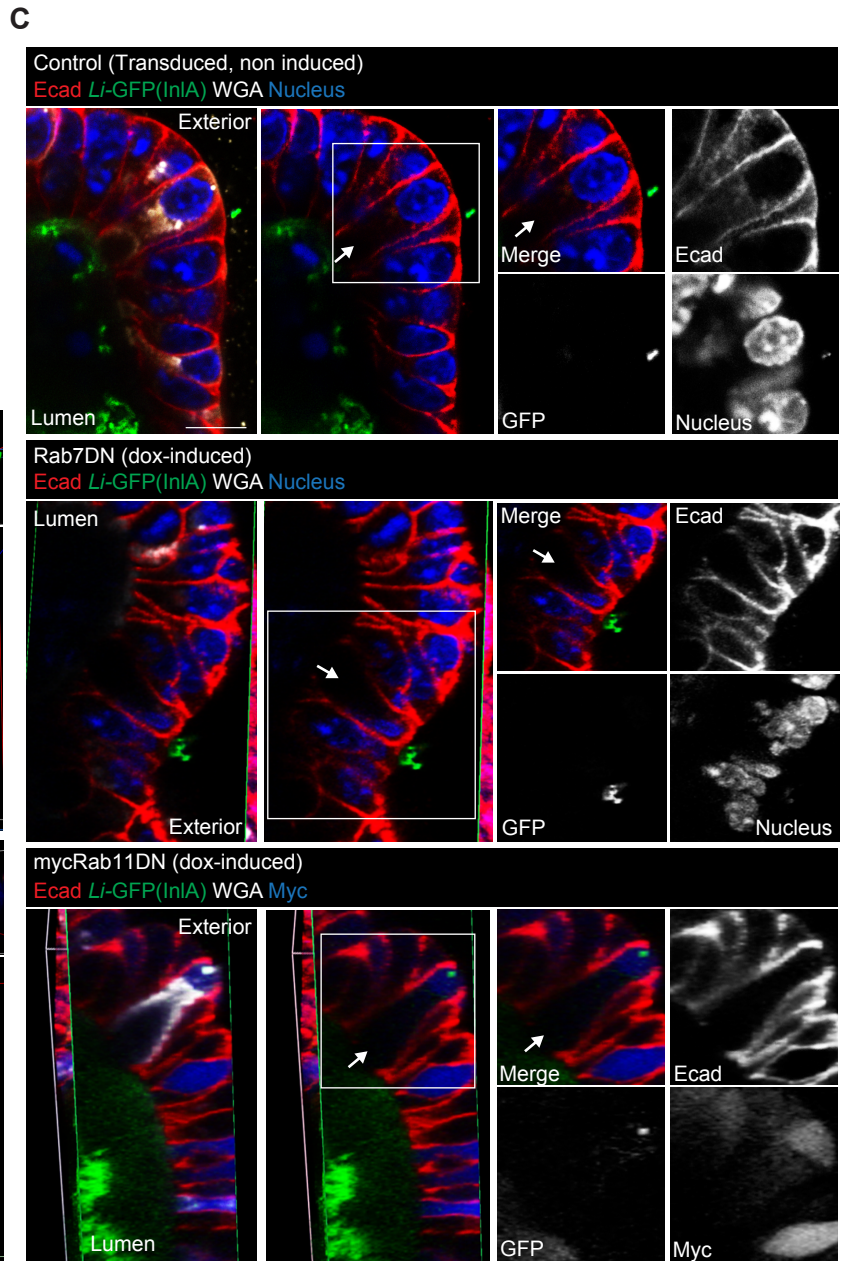 C
Control (Transduced, non induced)
Ecad Li-GFP(InlA) WGA Nucleus
Exterior
Lumen
Merge
Ecad
GFP
Nucleus
Rab7DN (dox-induced)
Ecad Li-GFP(InlA) WGA Nucleus
Lumen
Exterior
Merge
Ecad
GFP
Nucleus
mycRab11DN (dox-induced)
Ecad Li-GFP(InlA) WGA Myc
Exterior
Lumen
Merge
Ecad
GFP
Myc